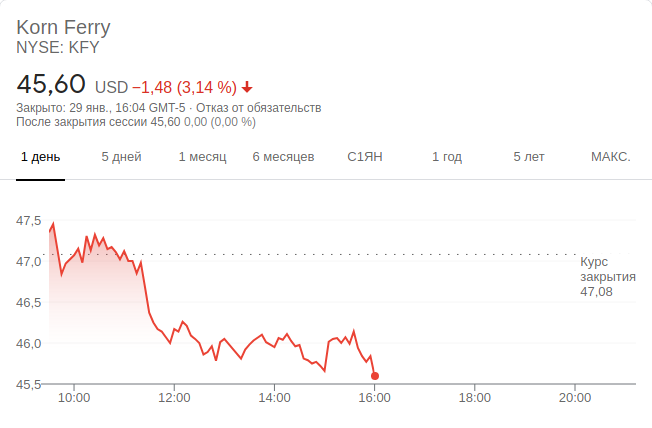 Korn Ferry
NYSE: KFY
45,60 USD −1,48 (3,14 %)
Закрыто: 29 янв., 16:04 GMT-5 · Отказ от обязательств
После закрытия сессии 45,60 0,00 (0,00 %)
1 день 5 дней 1 месяц 6 месяцев С1ЯН 1 год 5 лет МАКС.
47,5
47,0
46,5
46,0
45,5
Курс
закрытия
47,08
10:00 12:00 14:00 16:00 18:00 20:00